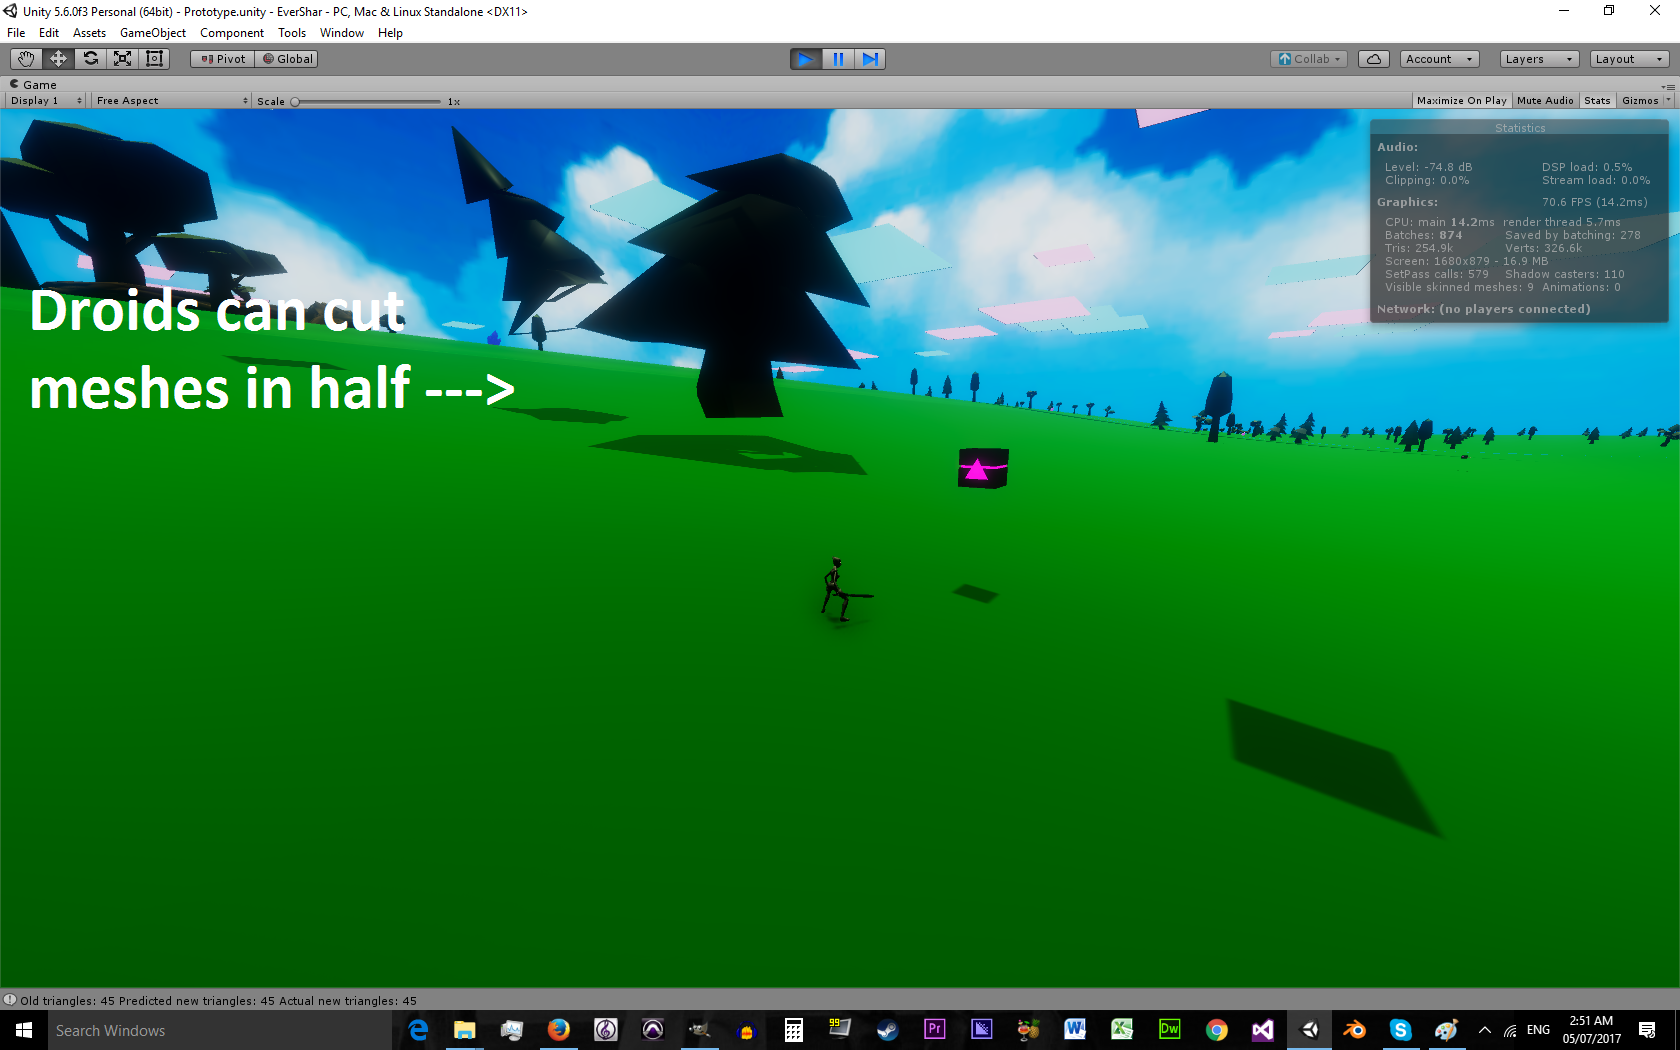 Unity 5.6.0f3 Personal (64bit) - Prototype.unity - EverShar - PC, Mac & Linux Standalone <DX11>
File Edit Assets GameObject Component Tools Window Help
Pivot Global Collab Account Layers Layout
Game
Display 1 Free Aspect Scale 1x Maximize On Play Mute Audio Stats Gizmos
Statistics
Audio:
Level: -74.8 dB DSP load: 0.5%
Clipping: 0.0% Stream load: 0.0%
Graphics: 70.6 FPS (14.2ms)
CPU: main 14.2ms render thread 5.7ms
Batches: 874 Saved by batching: 278
Tris: 254.9k Verts: 326.6k
Screen: 1680x879 - 16.9 MB
SetPass calls: 579 Shadow casters: 110
Visible skinned meshes: 9 Animations: 0
Network: (no players connected)
Droids can cut
meshes in half --->
Old triangles: 45 Predicted new triangles: 45 Actual new triangles: 45
Search Windows 99 Pr Dw ENG 2:51 AM
05/07/2017